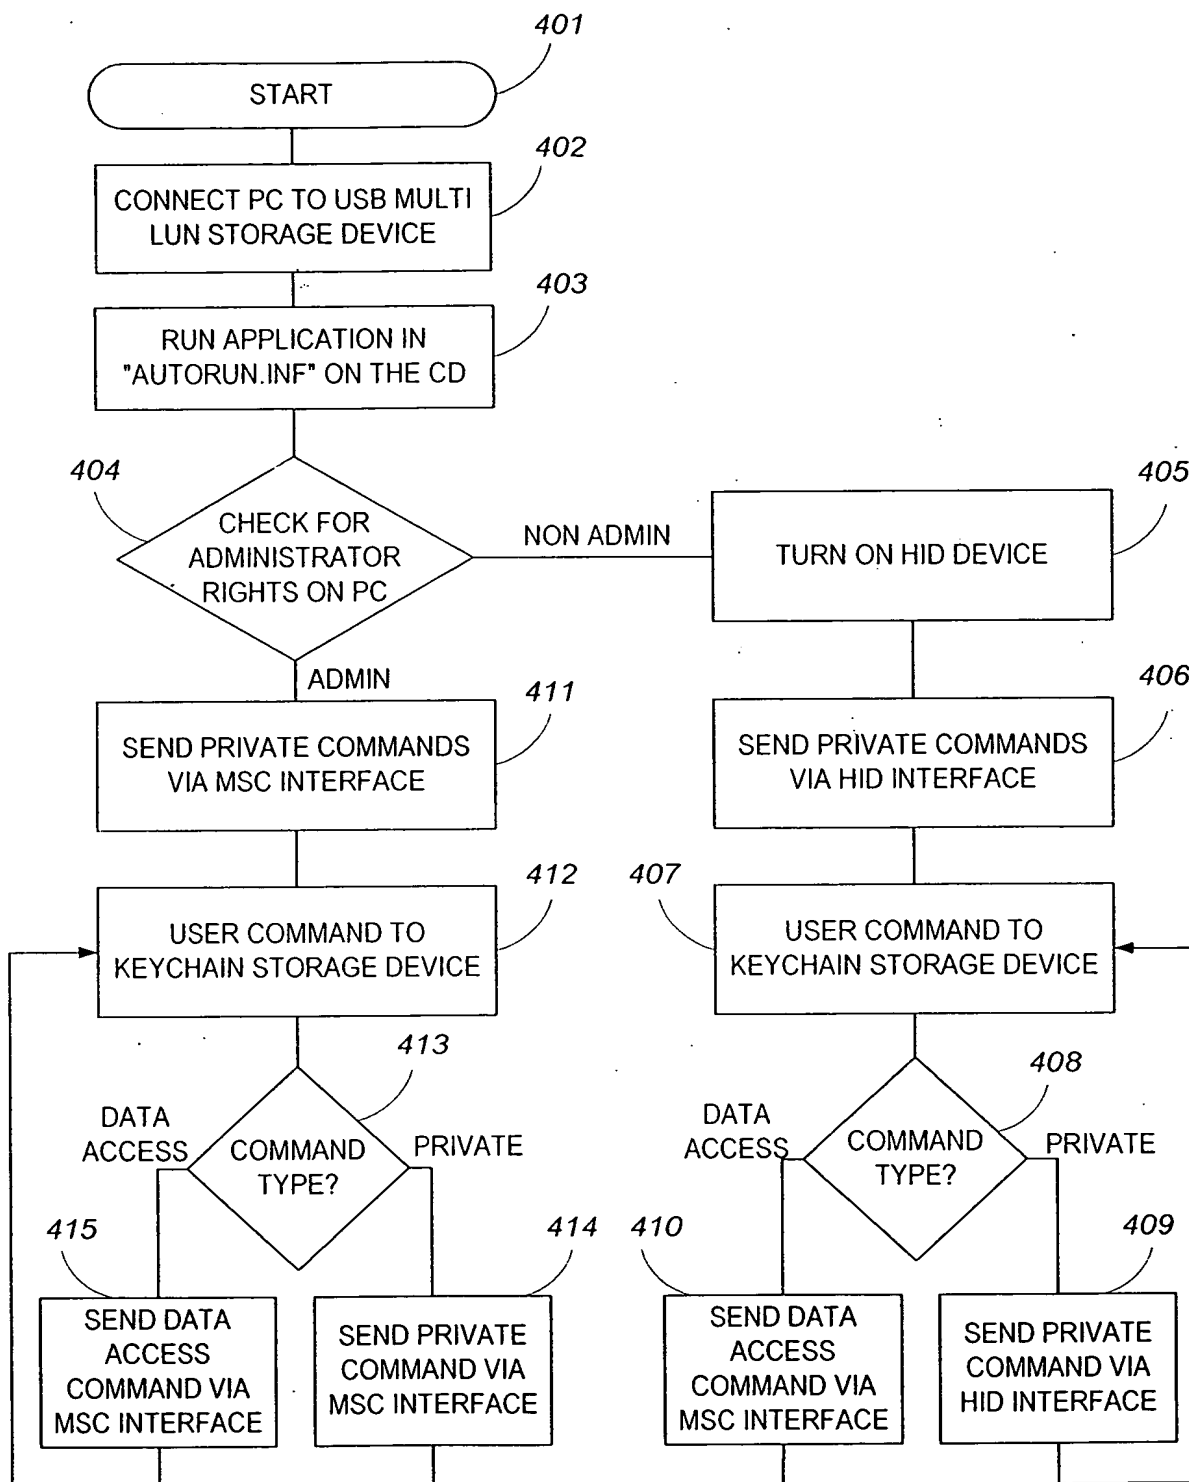 401
START
402
CONNECT PC TO USB MULTI
LUN STORAGE DEVICE
403
RUN APPLICATION IN
"AUTORUN.INF" ON THE CD
404
CHECK FOR
ADMINISTRATOR
RIGHTS ON PC
NON ADMIN
405
TURN ON HID DEVICE
ADMIN
411
SEND PRIVATE COMMANDS
VIA MSC INTERFACE
406
SEND PRIVATE COMMANDS
VIA HID INTERFACE
412
USER COMMAND TO
KEYCHAIN STORAGE DEVICE
407
USER COMMAND TO
KEYCHAIN STORAGE DEVICE
413
DATA
ACCESS
COMMAND
TYPE?
PRIVATE
408
DATA
ACCESS
COMMAND
TYPE?
PRIVATE
415
SEND DATA
ACCESS
COMMAND VIA
MSC INTERFACE
414
SEND PRIVATE
COMMAND VIA
MSC INTERFACE
410
SEND DATA
ACCESS
COMMAND VIA
MSC INTERFACE
409
SEND PRIVATE
COMMAND VIA
HID INTERFACE